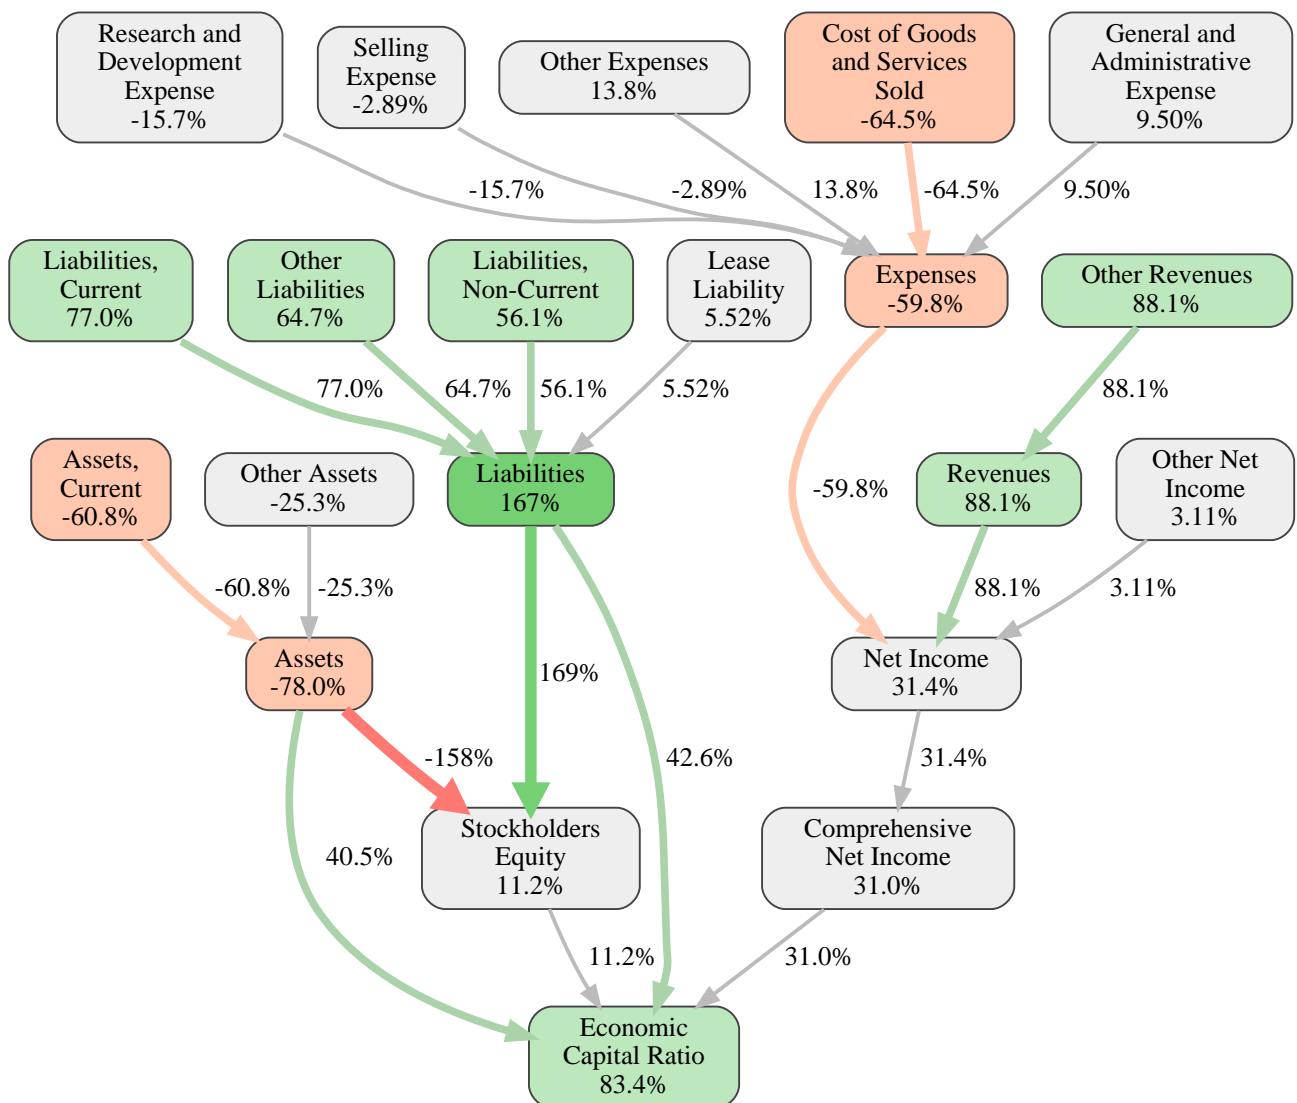 Research and
Development
Expense
-15.7%
Selling
Expense
-2.89%
Other Expenses
13.8%
Cost of Goods
and Services
Sold
-64.5%
General and
Administrative
Expense
9.50%
-15.7%
-2.89%
13.8%
-64.5%
9.50%
Liabilities,
Current
77.0%
Other
Liabilities
64.7%
Liabilities,
Non-Current
56.1%
Lease
Liability
5.52%
Expenses
-59.8%
Other Revenues
88.1%
77.0%
64.7%
56.1%
5.52%
88.1%
Assets,
Current
-60.8%
Other Assets
-25.3%
Liabilities
167%
-59.8%
Revenues
88.1%
Other Net
Income
3.11%
-60.8%
-25.3%
88.1%
3.11%
Assets
-78.0%
169%
Net Income
31.4%
-158%
42.6%
31.4%
40.5%
Stockholders
Equity
11.2%
Comprehensive
Net Income
31.0%
11.2%
31.0%
Economic
Capital Ratio
83.4%